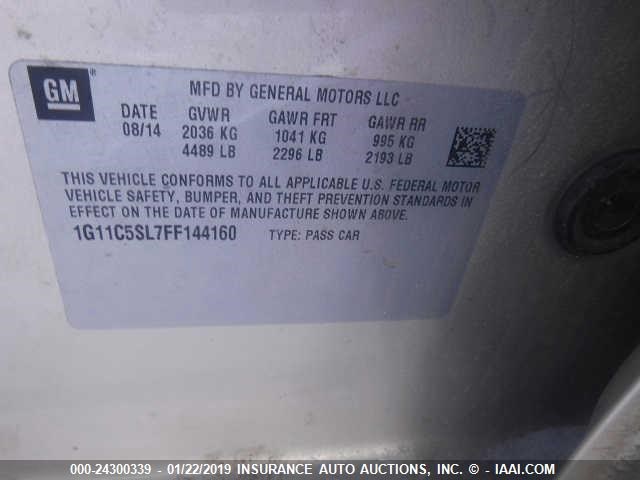 GM ®
MFD BY GENERAL MOTORS LLC
DATE GVWR GAWR FRT GAWR RR
08/14 2036 KG 1041 KG 995 KG
4489 LB 2296 LB 2193 LB
THIS VEHICLE CONFORMS TO ALL APPLICABLE U.S. FEDERAL MOTOR
VEHICLE SAFETY, BUMPER, AND THEFT PREVENTION STANDARDS IN
EFFECT ON THE DATE OF MANUFACTURE SHOWN ABOVE.
1G11C5SL7FF144160 TYPE: PASS CAR
000-24300339 - 01/22/2019 INSURANCE AUTO AUCTIONS, INC. - © IAAI.COM